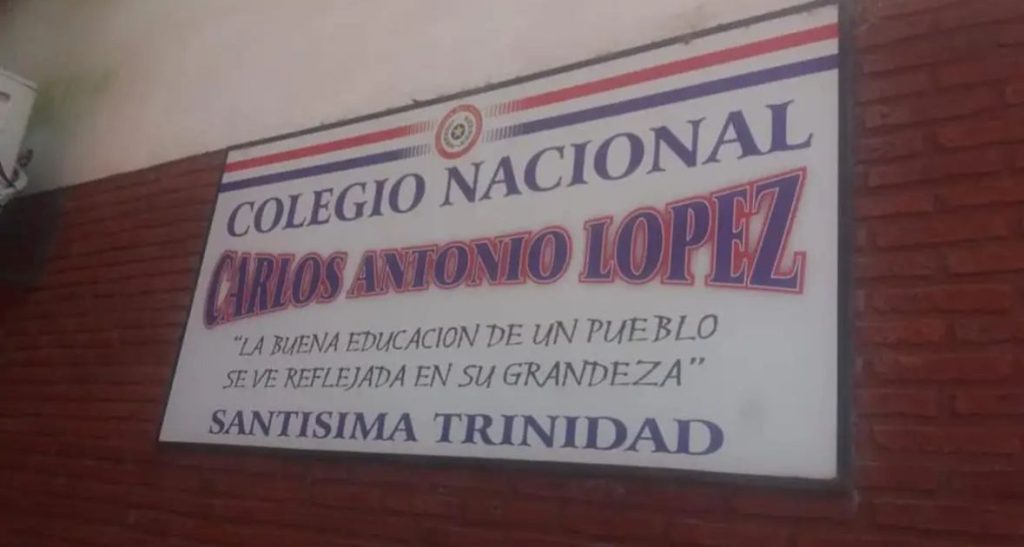 COLEGIO NACIONAL
CARLOS ANTONIO LOPEZ
"LA BUENA EDUCACION DE UN PUEBLO
SE VE REFLEJADA EN SU GRANDEZA"
SANTISIMA TRINIDAD